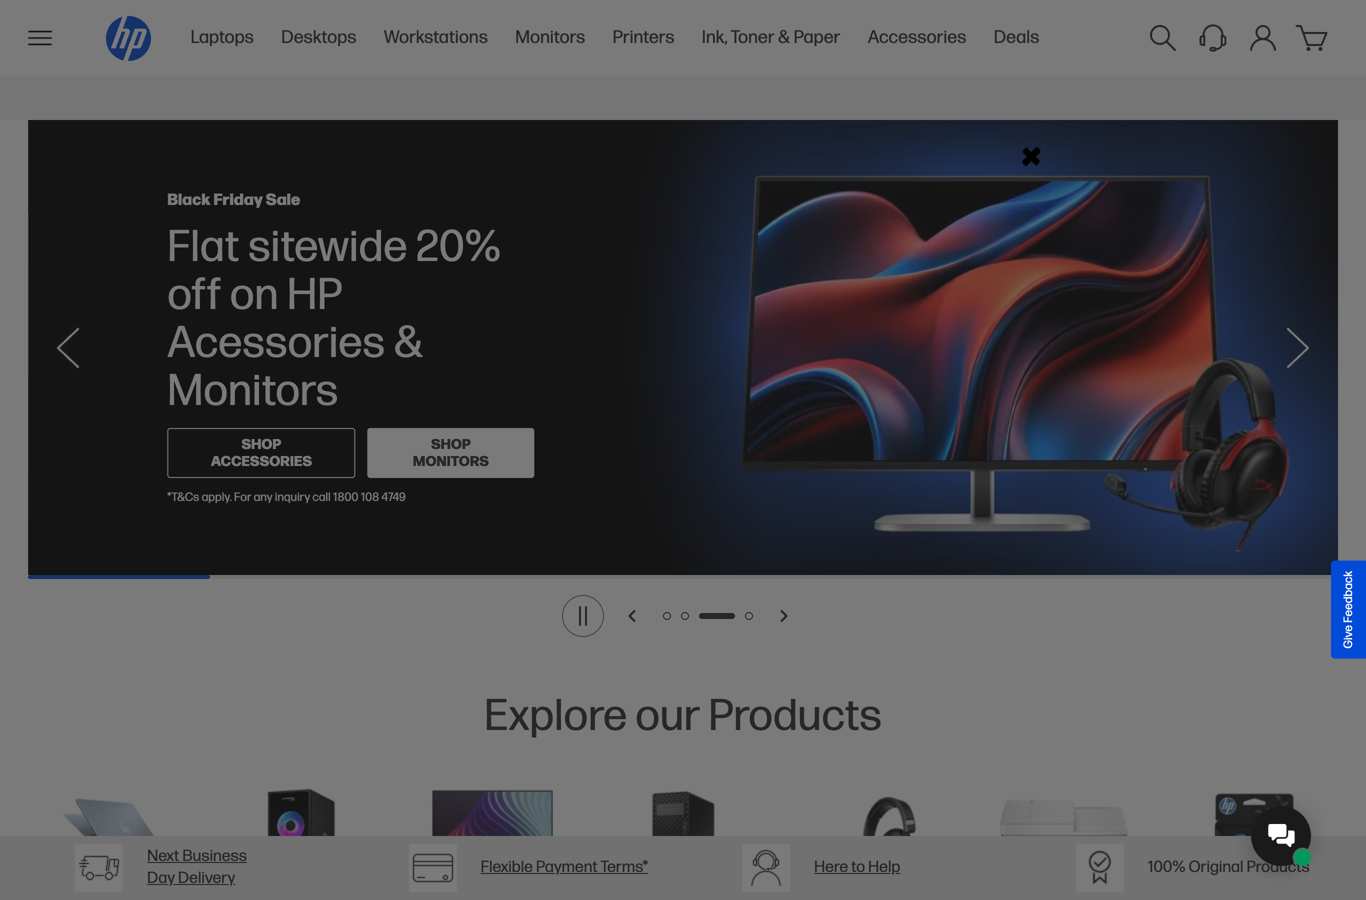 hp
Laptops
Desktops
Workstations
Monitors
Printers
Ink, Toner & Paper
Accessories
Deals
Black Friday Sale
Flat sitewide 20%
off on HP
Acessories &
Monitors
SHOP
ACCESSORIES
SHOP
MONITORS
*T&Cs apply. For any inquiry call 1800 108 4749
Give Feedback
Explore our Products
Next Business
Day Delivery
Flexible Payment Terms*
Here to Help
100% Original Products